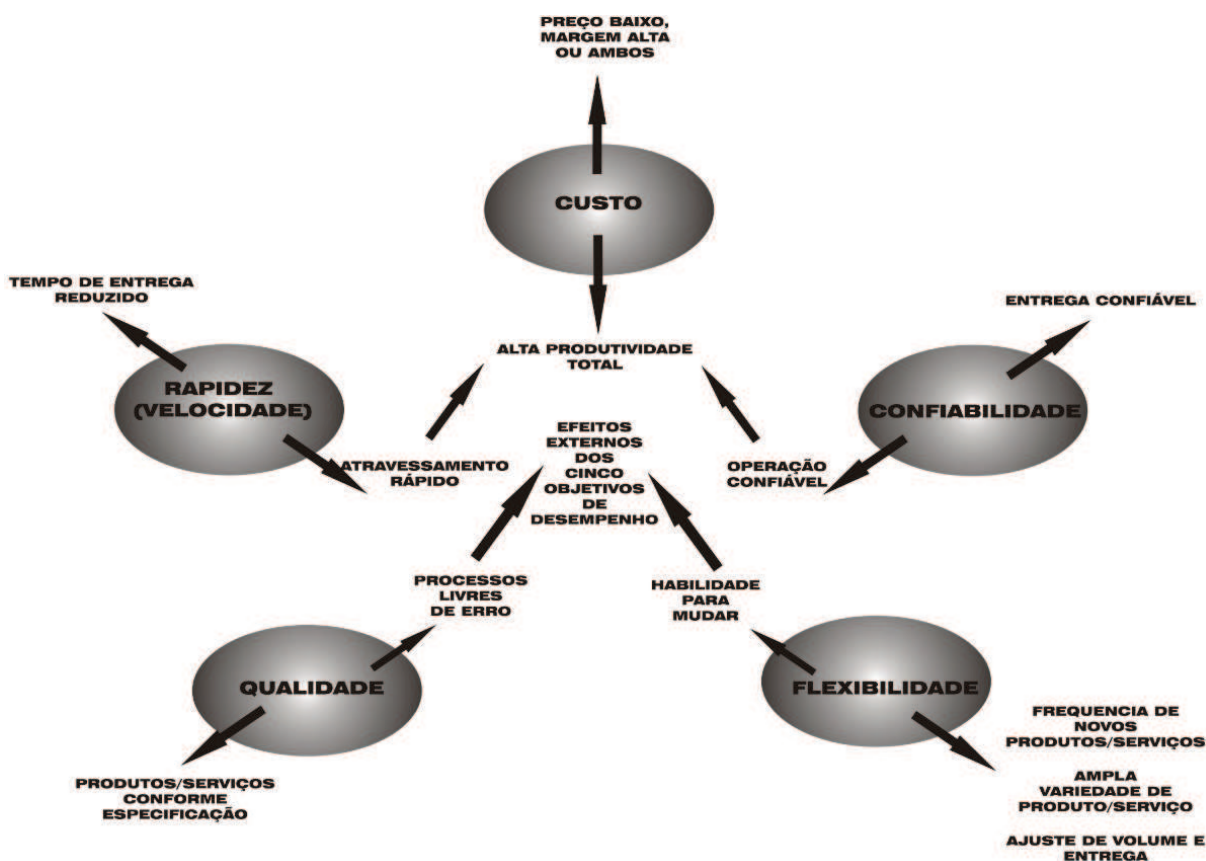 PREÇO BAIXO,
MARGEM ALTA
OU AMBOS
CUSTO
TEMPO DE ENTREGA
REDUZIDO
ENTREGA CONFIÁVEL
ALTA PRODUTIVIDADE
TOTAL
RAPIDEZ
(VELOCIDADE)
CONFIABILIDADE
EFEITOS
EXTERNOS
DOS
CINCO
OBJETIVOS
DE
DESEMPENHO
ATRAVESSAMENTO
RÁPIDO
OPERAÇÃO
CONFIÁVEL
PROCESSOS
LIVRES
DE ERRO
HABILIDADE
PARA
MUDAR
QUALIDADE
FLEXIBILIDADE
PRODUTOS/SERVIÇOS
CONFORME
ESPECIFICAÇÃO
FREQUENCIA DE
NOVOS
PRODUTOS/SERVIÇOS
AMPLA
VARIEDADE DE
PRODUTO/SERVIÇO
AJUSTE DE VOLUME E
ENTREGA